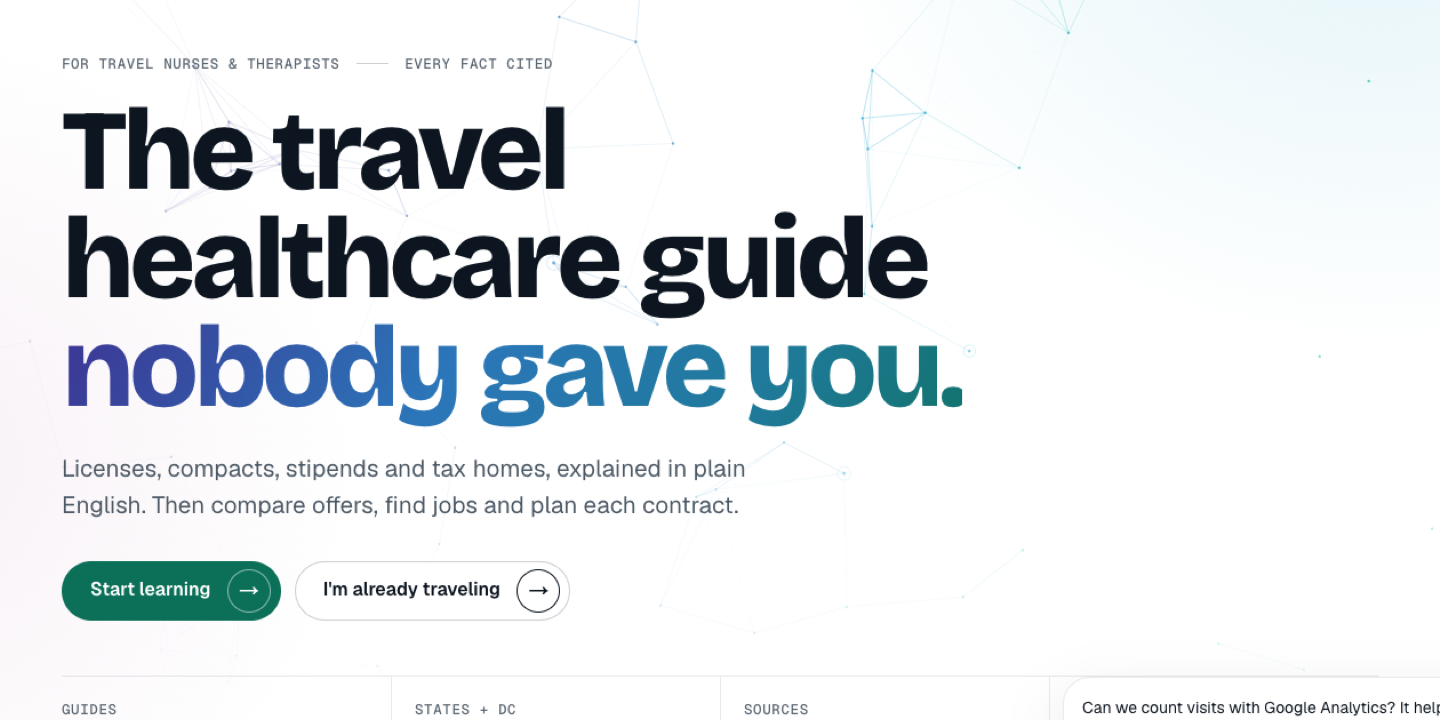 FOR TRAVEL NURSES & THERAPISTS — EVERY FACT CITED
The travel
healthcare guide
nobody gave you.
Licenses, compacts, stipends and tax homes, explained in plain
English. Then compare offers, find jobs and plan each contract.
Start learning → I'm already traveling →
GUIDES STATES + DC SOURCES
Can we count visits with Google Analytics? It help